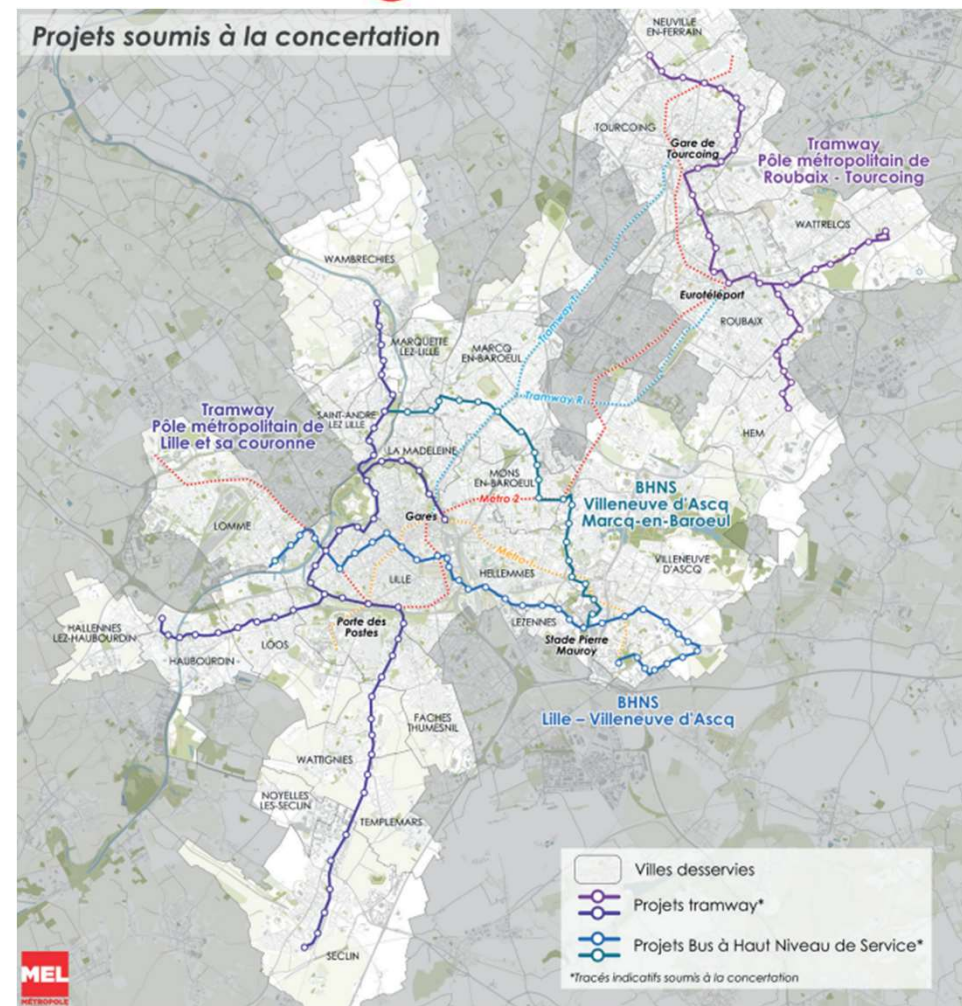 Projets soumis à la concertation
NEUVILLE
EN-FERRAIN
TOURCOING
Gare de
Tourcoing
Tramway
Pôle métropolitain de
Roubaix - Tourcoing
WATTRELOS
WAMBRECHIES
Eurotéléport
ROUBAIX
Tramway T
MARQUETTE
LEZ-LILLE
MARCQ
EN-BAROEUL
Tramway R
Tramway
Pôle métropolitain de
Lille et sa couronne
SAINT-ANDRE
LEZ LILLE
LA MADELEINE
HEM
MONS
EN-BAROEUL
Métro 2
BHNS
Villeneuve d'Ascq
Marcq-en-Baroeul
Gares
LOMME
Métro 1
VILLENEUVE
D'ASCQ
LILLE
HELLEMMES
HALLENNES
LEZ-HAUBOURDIN
Porte des
Postes
LEZENNES
Stade Pierre
Mauroy
LOOS
HAUBOURDIN
BHNS
Lille – Villeneuve d'Ascq
FACHES
THUMESNIL
WATTIGNIES
NOYELLES
LES-SECLIN
TEMPLEMARS
SECLIN
Villes desservies
Projets tramway*
Projets Bus à Haut Niveau de Service*
*Tracés indicatifs soumis à la concertation
MEL
MÉTROPOLE